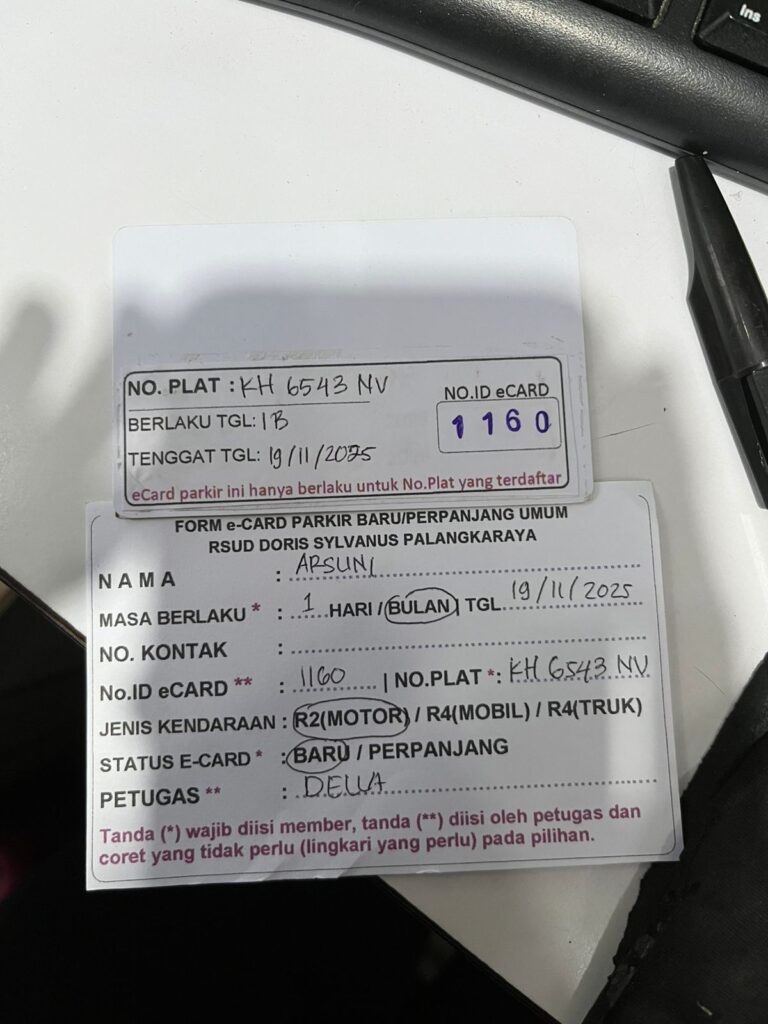 Ins
NO. PLAT : KH 6543 NV
NO.ID eCARD
1160
BERLAKU TGL: 1B
TENGGAT TGL: 19/11/2025
eCard parkir ini hanya berlaku untuk No.Plat yang terdaftar
FORM e-CARD PARKIR BARU/PERPANJANG UMUM
RSUD DORIS SYLVANUS PALANGKARAYA
NAMA : ARSUNI
MASA BERLAKU * : 1 HARI / BULAN | TGL 19/11/2025
NO. KONTAK :
No.ID eCARD ** : 1160 | NO.PLAT *: KH 6543 NV
JENIS KENDARAAN : R2(MOTOR) / R4(MOBIL) / R4(TRUK)
STATUS E-CARD * : BARU / PERPANJANG
PETUGAS ** : DEWA
Tanda (*) wajib diisi member, tanda (**) diisi oleh petugas dan
coret yang tidak perlu (lingkari yang perlu) pada pilihan.